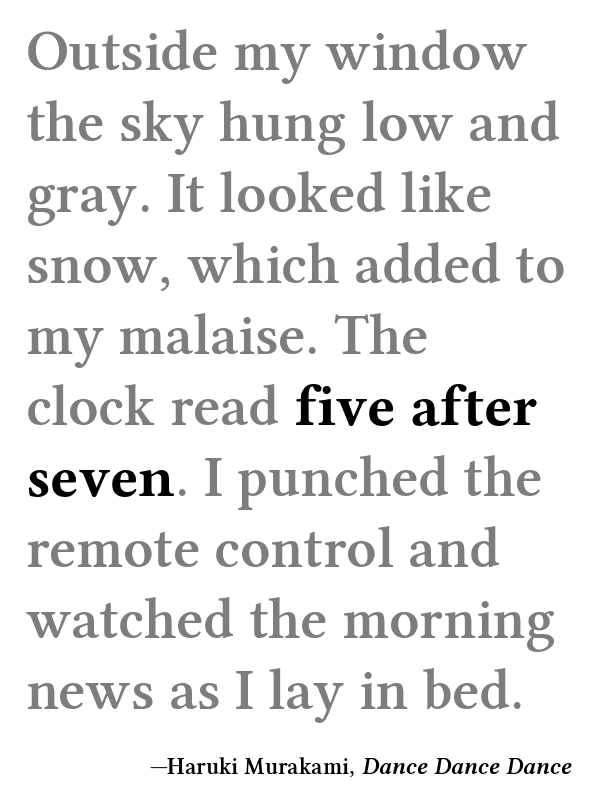 Outside my window
the sky hung low and
gray. It looked like
snow, which added to
my malaise. The
clock read five after
seven. I punched the
remote control and
watched the morning
news as I lay in bed.
—Haruki Murakami, Dance Dance Dance